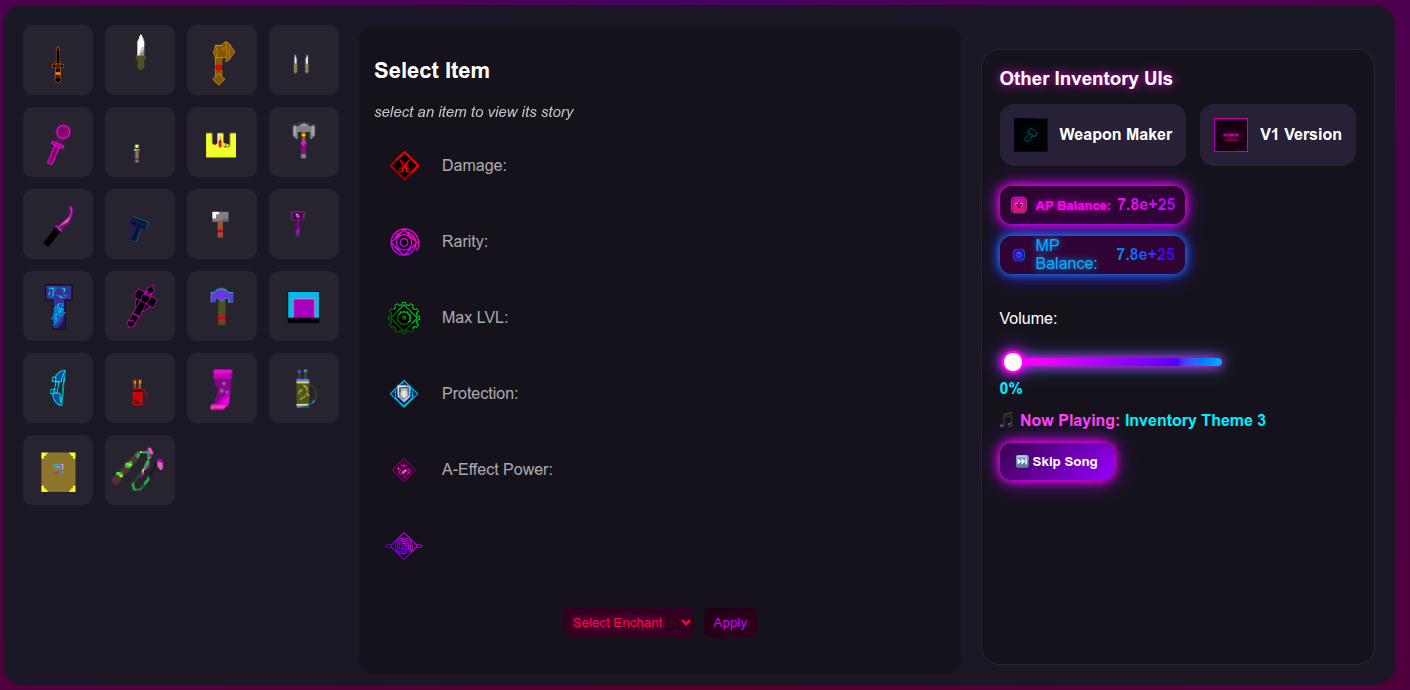 Select Item
select an item to view its story
Damage:
Rarity:
Max LVL:
Protection:
A-Effect Power:
Select Enchant
Apply
Other Inventory UIs
Weapon Maker
V1 Version
AP Balance: 7.8e+25
MP
Balance: 7.8e+25
Volume:
0%
Now Playing: Inventory Theme 3
Skip Song